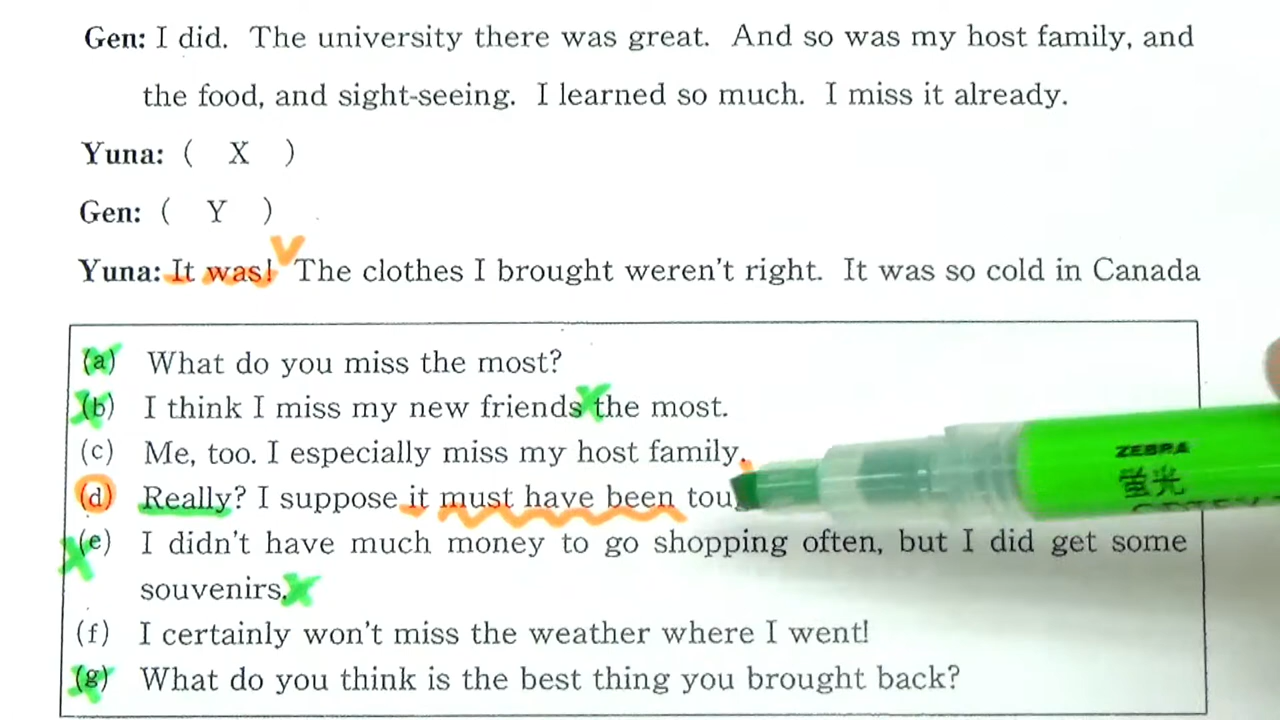 Gen: I did. The university there was great. And so was my host family, and
the food, and sight-seeing. I learned so much. I miss it already.
Yuna: ( X )
Gen: ( Y )
Yuna: It was! The clothes I brought weren't right. It was so cold in Canada
(a) What do you miss the most?
(b) I think I miss my new friends the most.
(c) Me, too. I especially miss my host family.
(d) Really? I suppose it must have been
(e) I didn't have much money to go shopping often, but I did get some
souvenirs.
(f) I certainly won't miss the weather where I went!
(g) What do you think is the best thing you brought back?
ZEBRA
蛍光